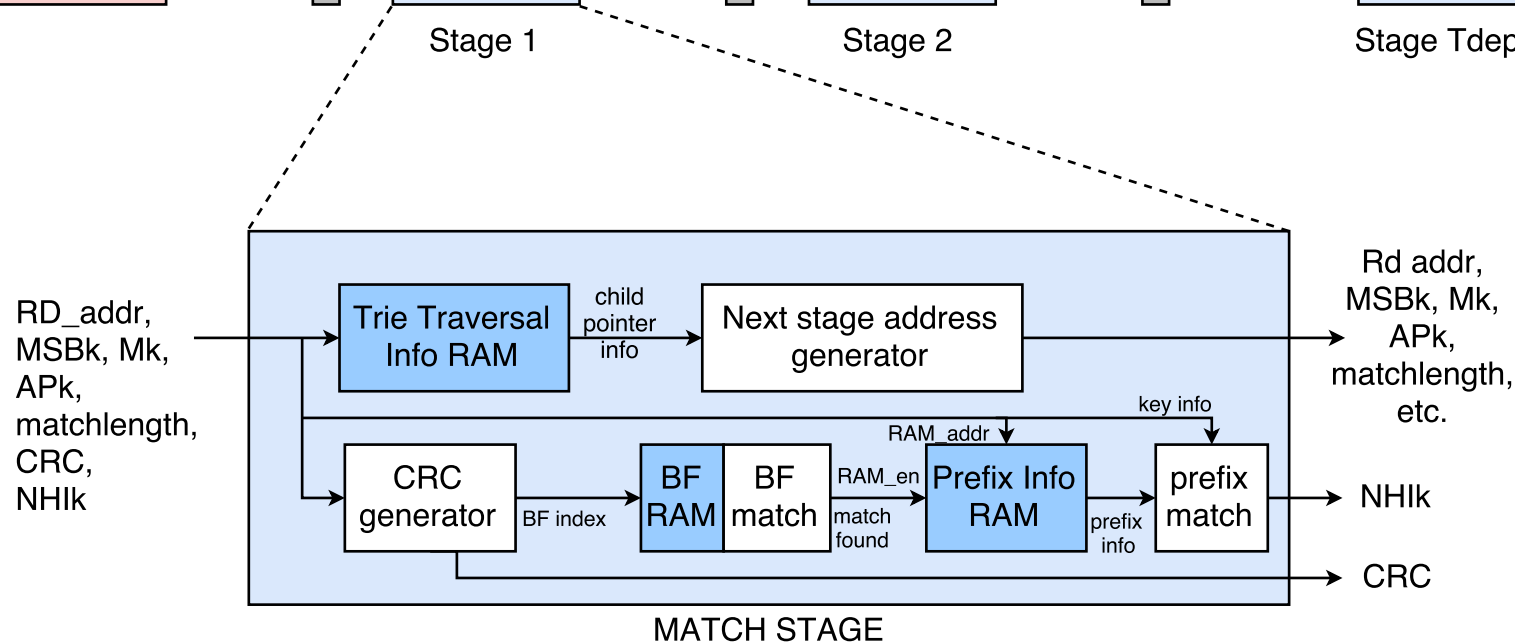 Stage 1
Stage 2
Stage Tdep
RD_addr,
MSBk, Mk,
APk,
matchlength,
CRC,
NHIk
Trie Traversal
Info RAM
child
pointer
info
Next stage address
generator
Rd addr,
MSBk, Mk,
APk,
matchlength,
etc.
key info
RAM_addr
CRC
generator
BF index
BF
RAM
BF
match
RAM_en
match
found
Prefix Info
RAM
prefix
info
prefix
match
NHIk
CRC
MATCH STAGE